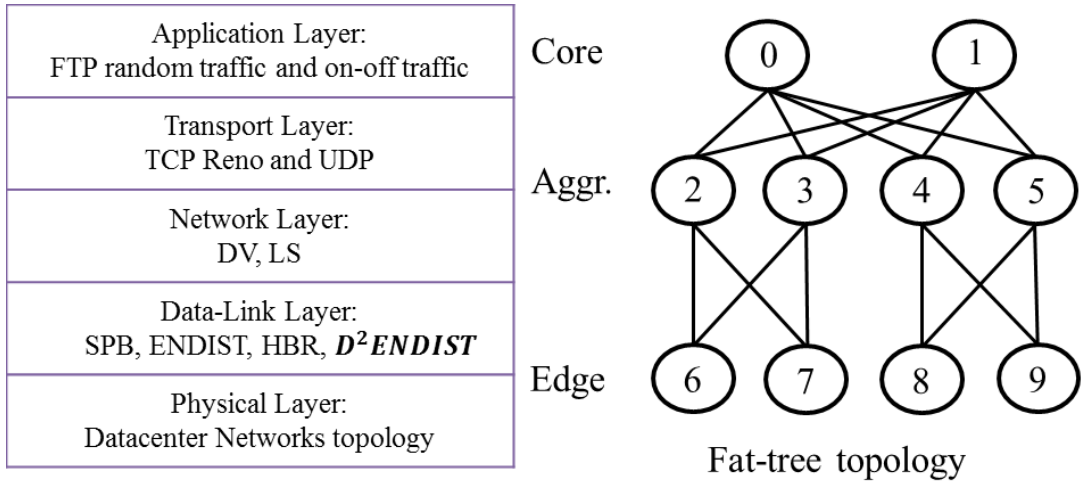 Application Layer:
FTP random traffic and on-off traffic
Transport Layer:
TCP Reno and UDP
Network Layer:
DV, LS
Data-Link Layer:
SPB, ENDIST, HBR, D²ENDIST
Physical Layer:
Datacenter Networks topology
Core
0
1
Aggr.
2
3
4
5
Edge
6
7
8
9
Fat-tree topology